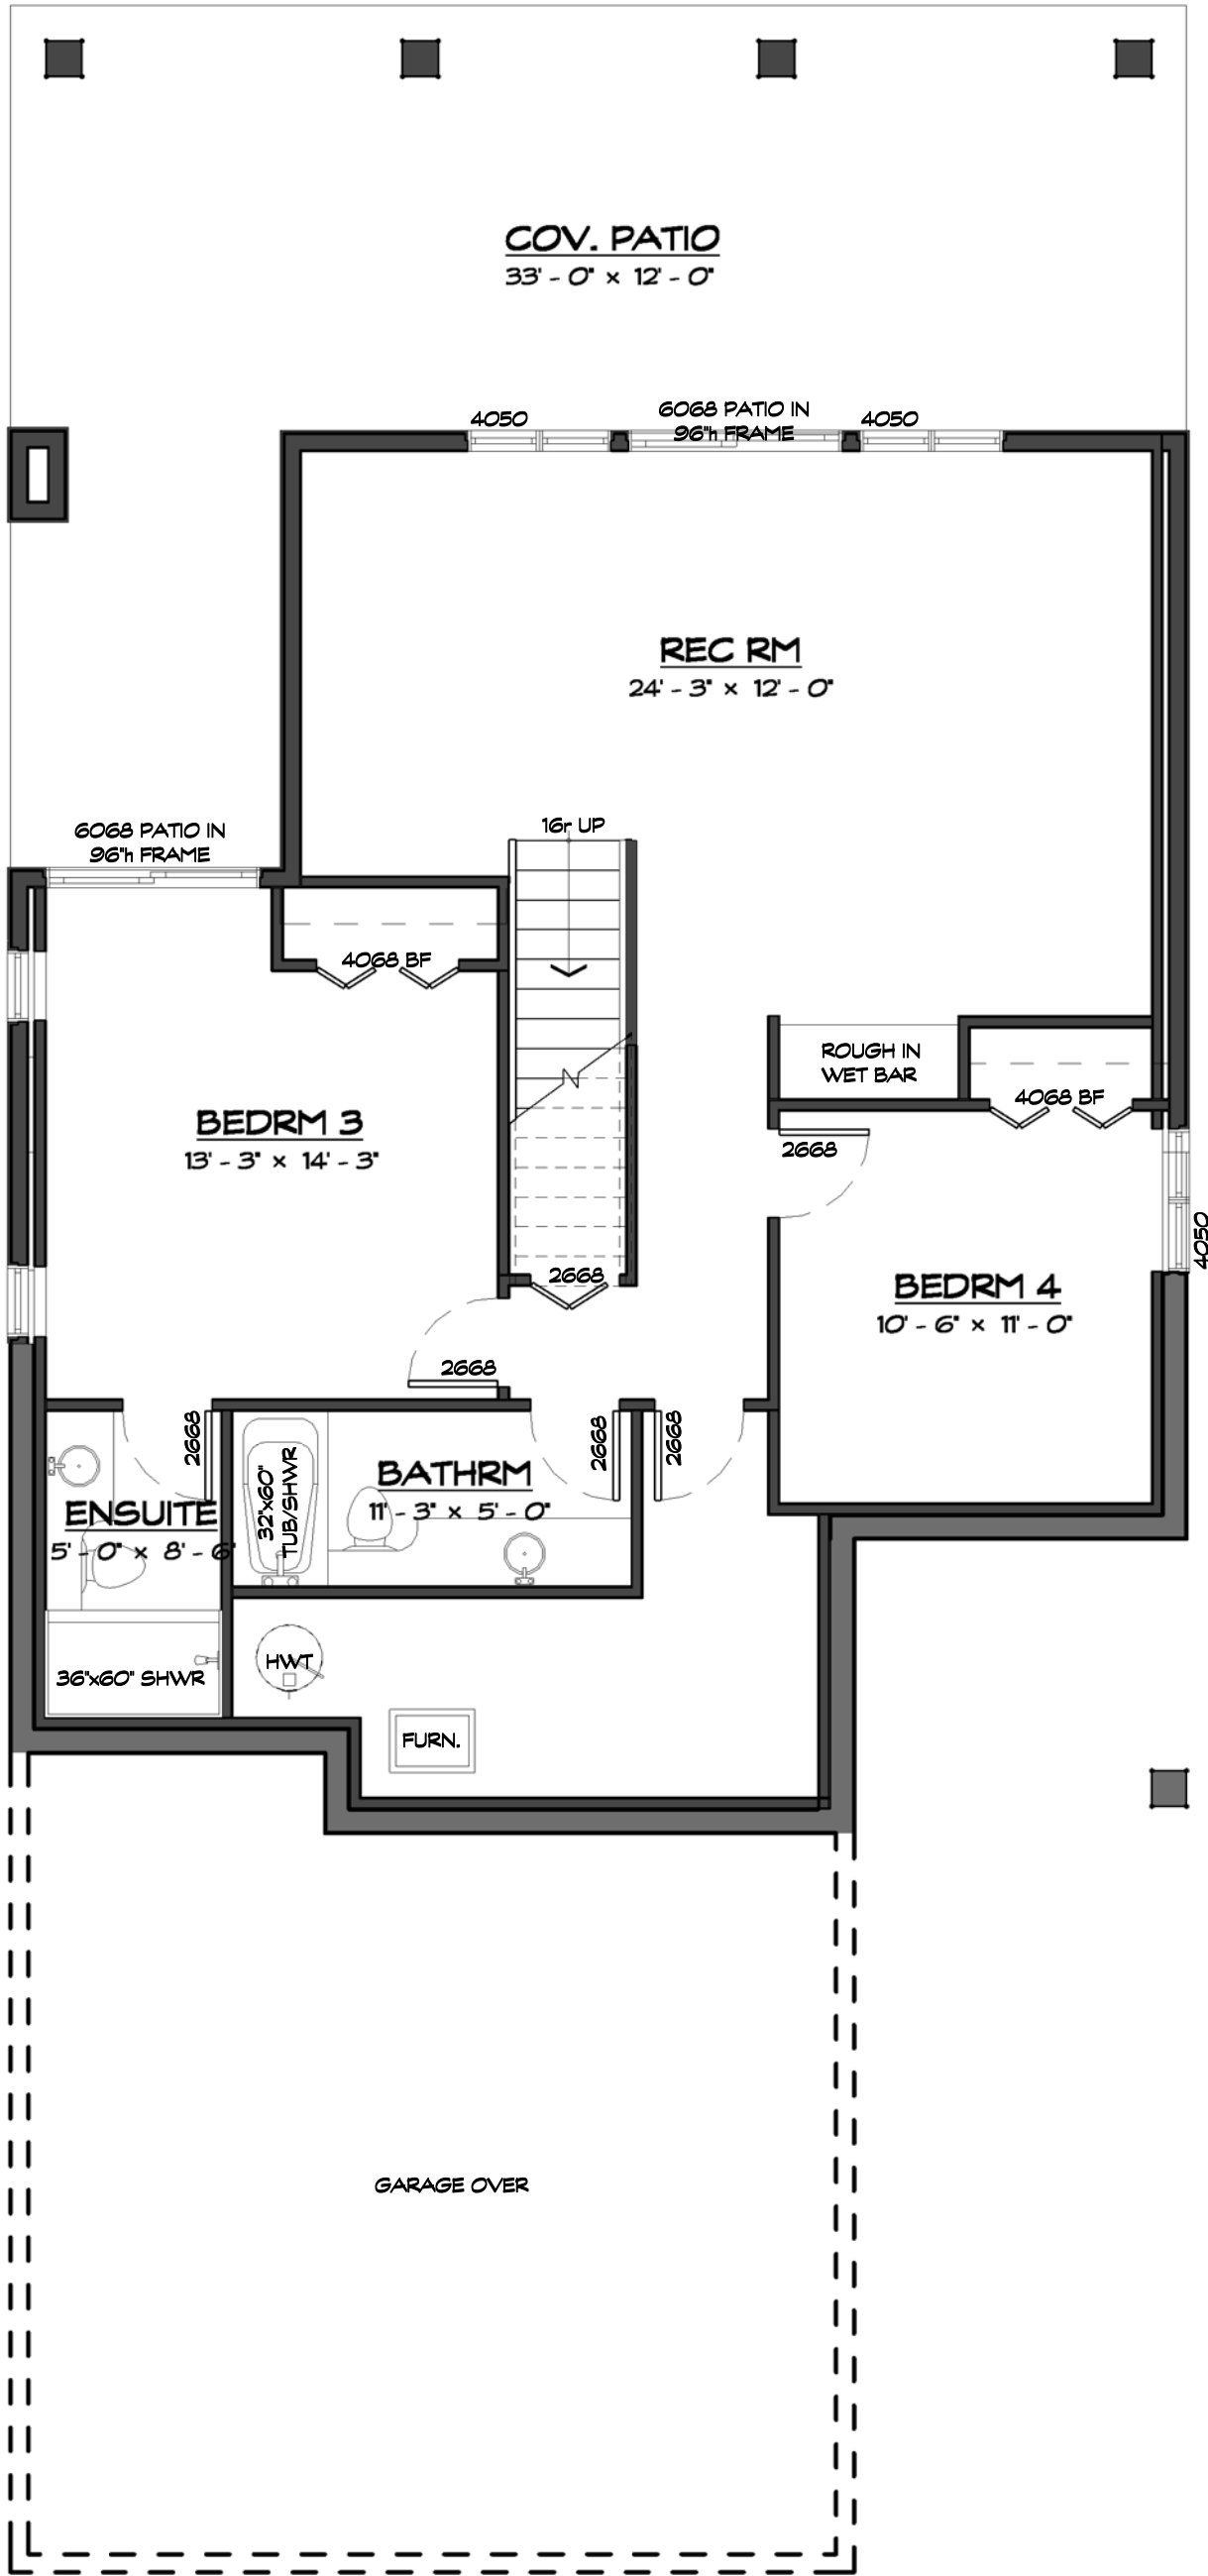 COV. PATIO
33' - 0" x 12' - 0"
4050
6068 PATIO IN
96"h FRAME
4050
REC RM
24' - 3" x 12' - 0"
6068 PATIO IN
96"h FRAME
16r UP
4068 BF
ROUGH IN
WET BAR
4068 BF
BEDRM 3
13' - 3" x 14' - 3"
2668
4050
2668
BEDRM 4
10' - 6" x 11' - 0"
2668
2668
2668
2668
32"x60"
TUB/SHWR
BATHRM
11' - 3" x 5' - 0"
ENSUITE
5' - 0" x 8' - 6"
HWT
36"x60" SHWR
FURN.
GARAGE OVER